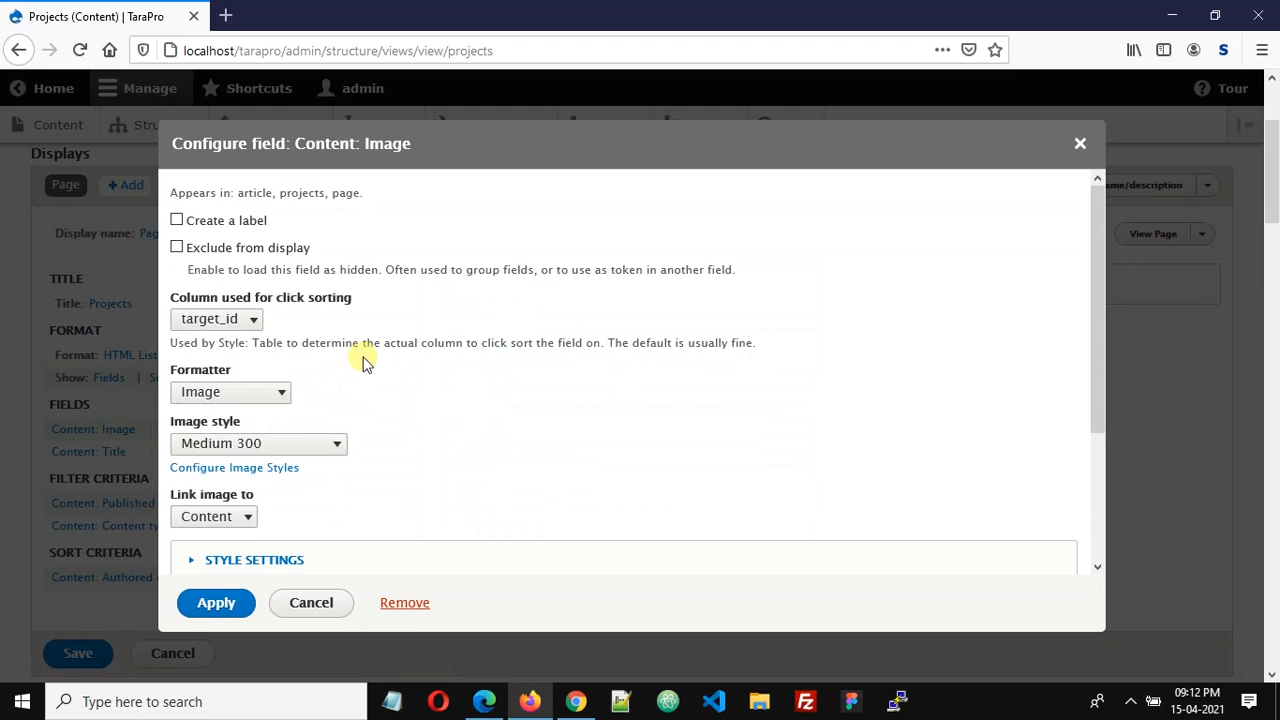 Projects (Content) | TaraPro
localhost/tarapro/admin/structure/views/view/projects
S
Home
Manage
Shortcuts
admin
Tour
Content
Displays
Page
Add
me/description
Display name:
View Page
TITLE
Title: Projects
FORMAT
Format: HTML List
Show: Fields |
FIELDS
Content: Image
Content: Title
FILTER CRITERIA
Content: Published
Content: Content ty
SORT CRITERIA
Content: Authored
Save
Cancel
Configure field: Content: Image
Appears in: article, projects, page.
Create a label
Exclude from display
Enable to load this field as hidden. Often used to group fields, or to use as token in another field.
Column used for click sorting
target_id
Used by Style: Table to determine the actual column to click sort the field on. The default is usually fine.
Formatter
Image
Image style
Medium 300
Configure Image Styles
Link image to
Content
STYLE SETTINGS
Apply
Cancel
Remove
Type here to search
09:12 PM
15-04-2021